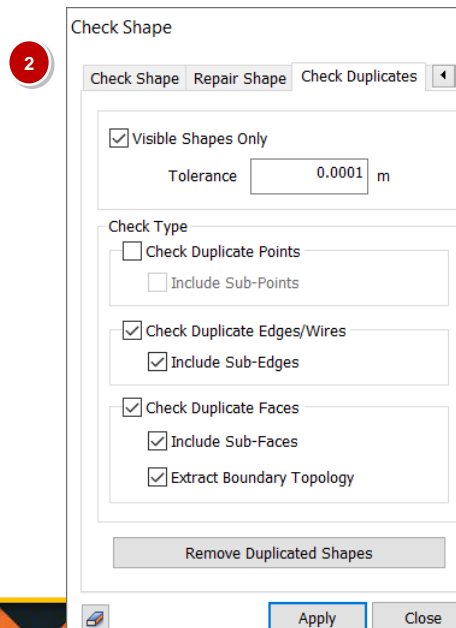 Check Shape
2
Check Shape Repair Shape Check Duplicates
Visible Shapes Only
Tolerance 0.0001 m
Check Type
Check Duplicate Points
Include Sub-Points
Check Duplicate Edges/Wires
Include Sub-Edges
Check Duplicate Faces
Include Sub-Faces
Extract Boundary Topology
Remove Duplicated Shapes
Apply Close